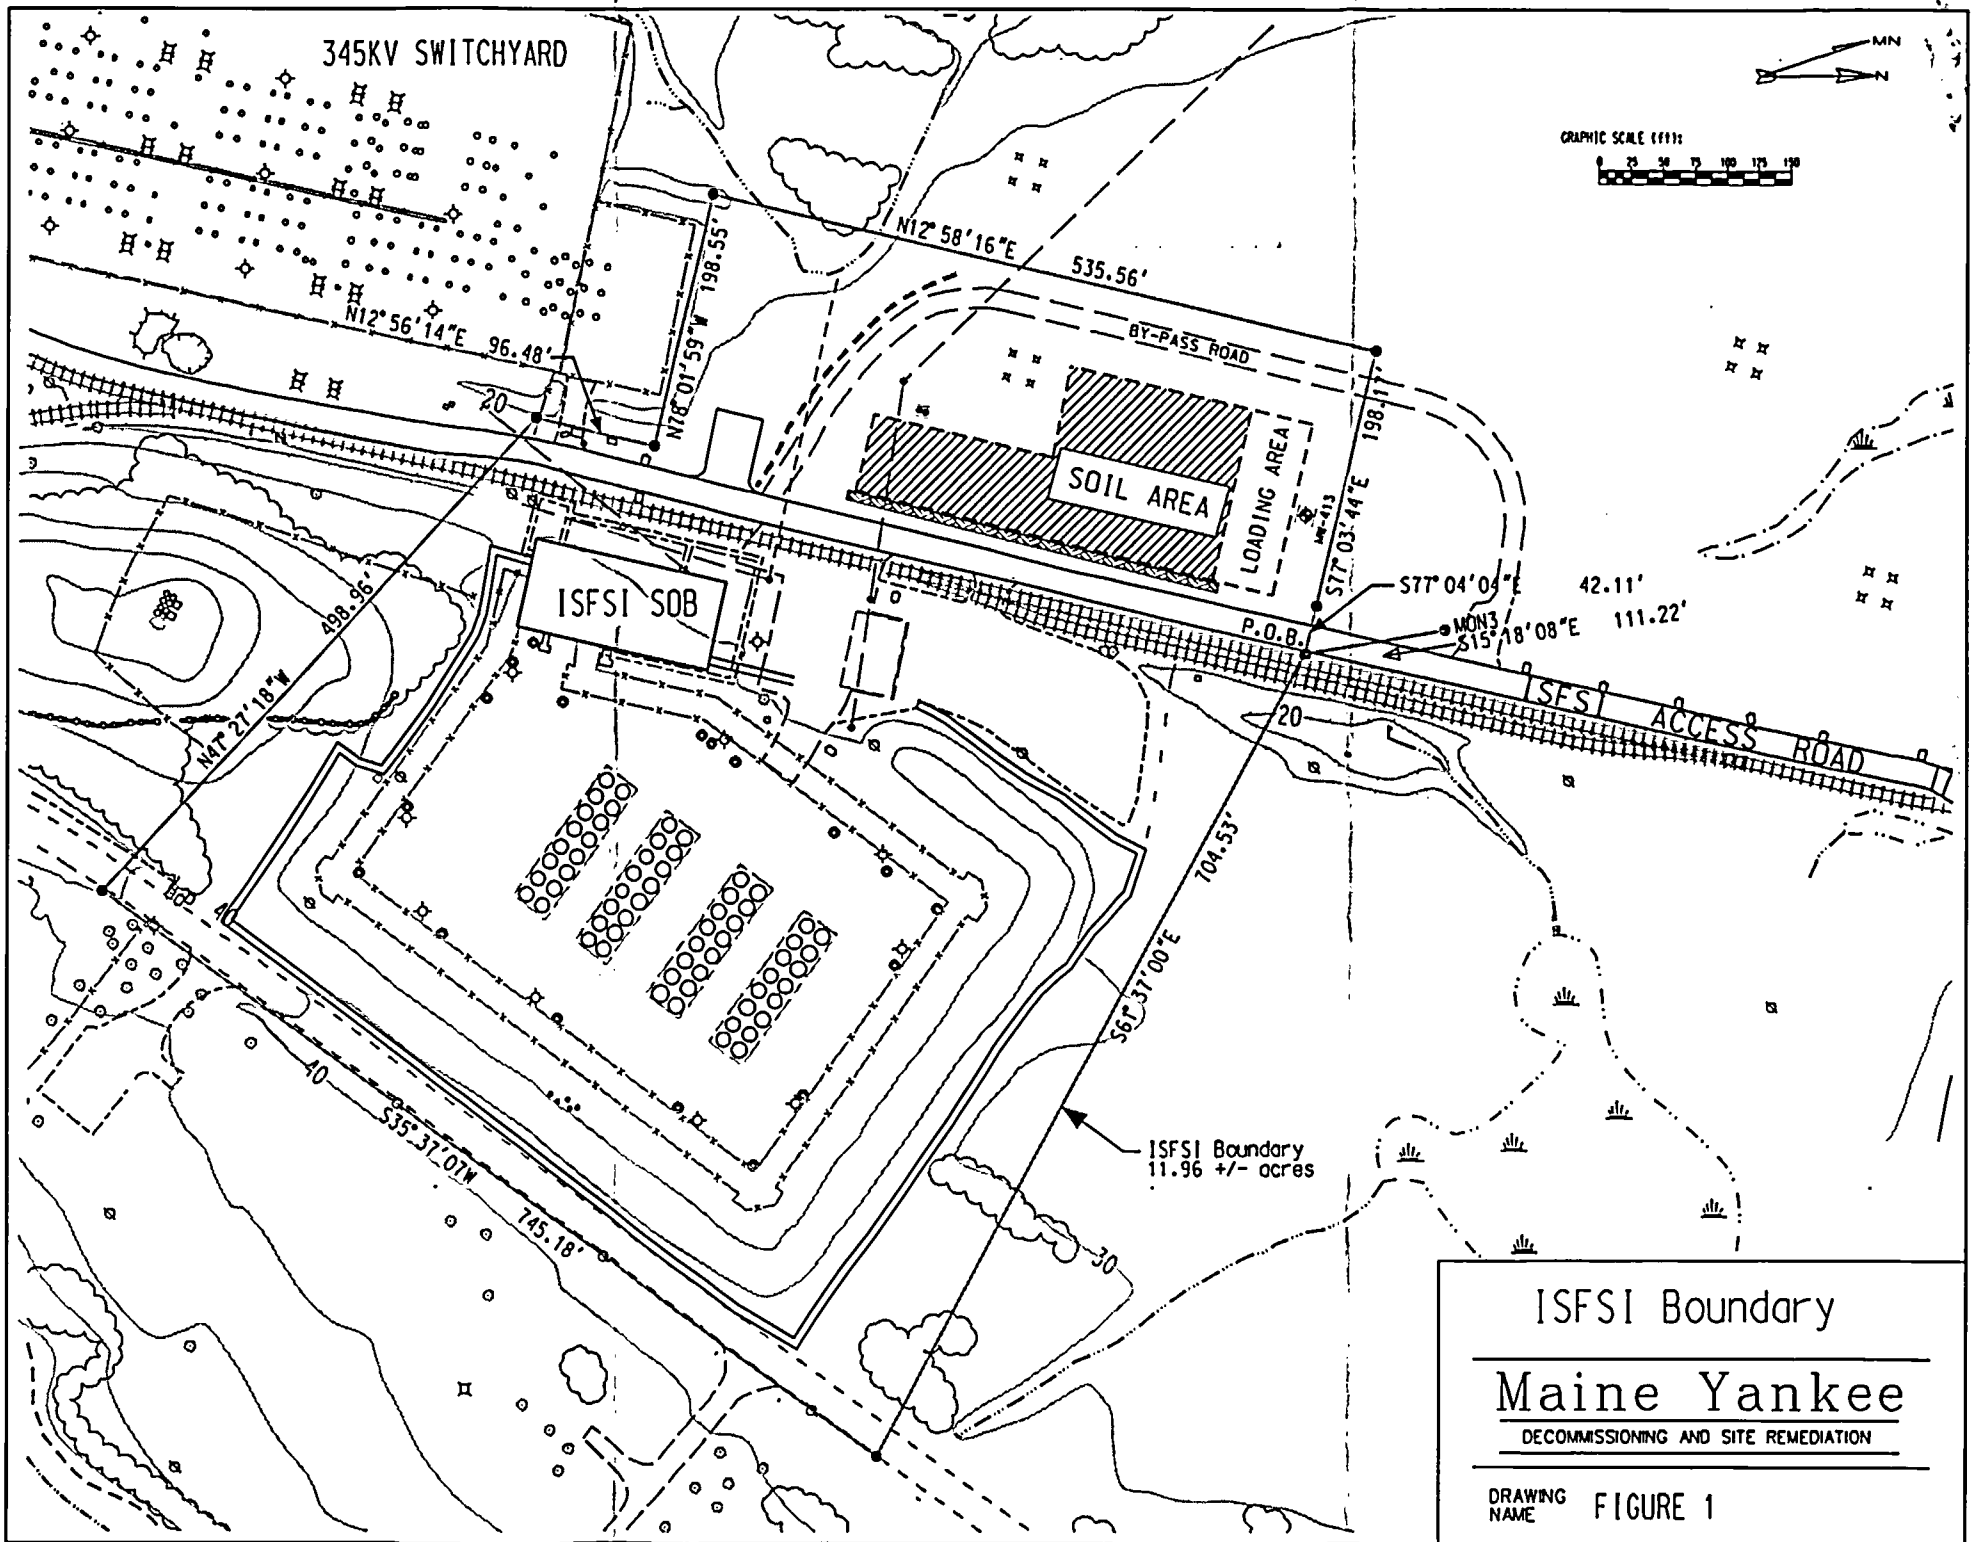 345KV SWITCHYARD
MN
N
GRAPHIC SCALE (ft):
0 25 50 75 100 125 150
N12°58'16"E 535.56'
198.55'
N78°01'59"W
N12°56'14"E 96.48'
BY-PASS ROAD
20
SOIL AREA
LOADING AREA
MW-413
198.17'
S77°03'44"E
S77°04'04"E 42.11'
MON3
S15°18'08"E 111.22'
P.O.B.
ISFSI SOB
498.96'
N47°27'18"W
ISFSI ACCESS ROAD
20
704.53'
S61°37'00"E
40
40
S35°37'07W
745.18'
ISFSI Boundary
11.96 +/- acres
30
ISFSI Boundary
Maine Yankee
DECOMMISSIONING AND SITE REMEDIATION
DRAWING
NAME FIGURE 1